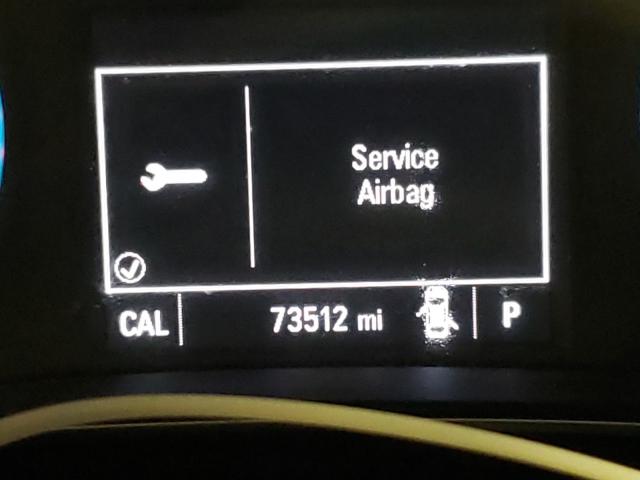 Service
Airbag
CAL
73512 mi
P